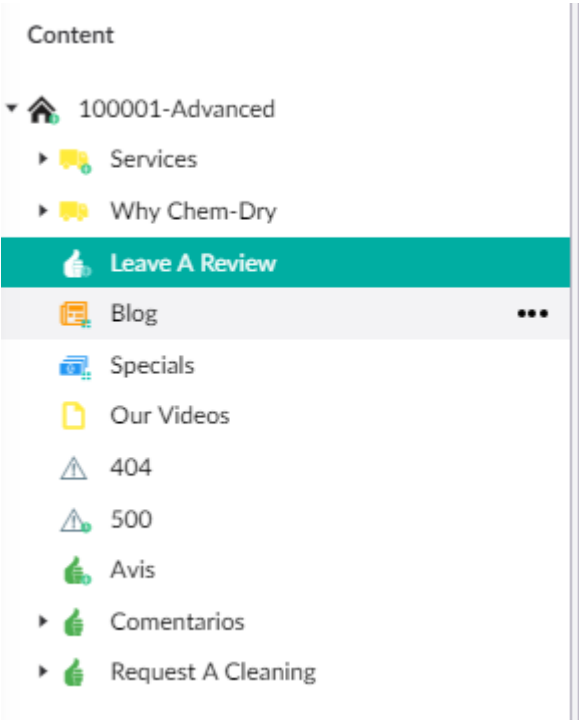 Content
100001-Advanced
Services
Why Chem-Dry
Leave A Review
Blog
Specials
Our Videos
404
500
Avis
Comentarios
Request A Cleaning